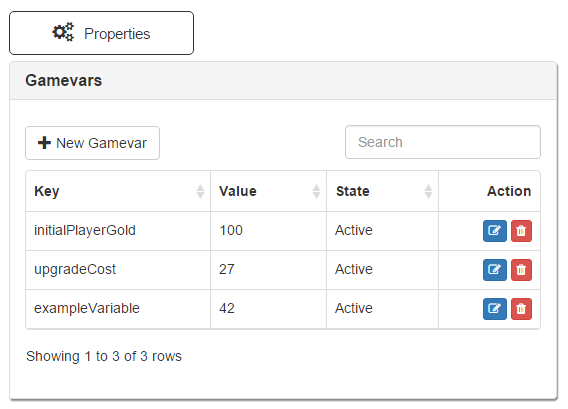 Properties
Gamevars
New Gamevar
Search
Key Value State Action
initialPlayerGold 100 Active
upgradeCost 27 Active
exampleVariable 42 Active
Showing 1 to 3 of 3 rows